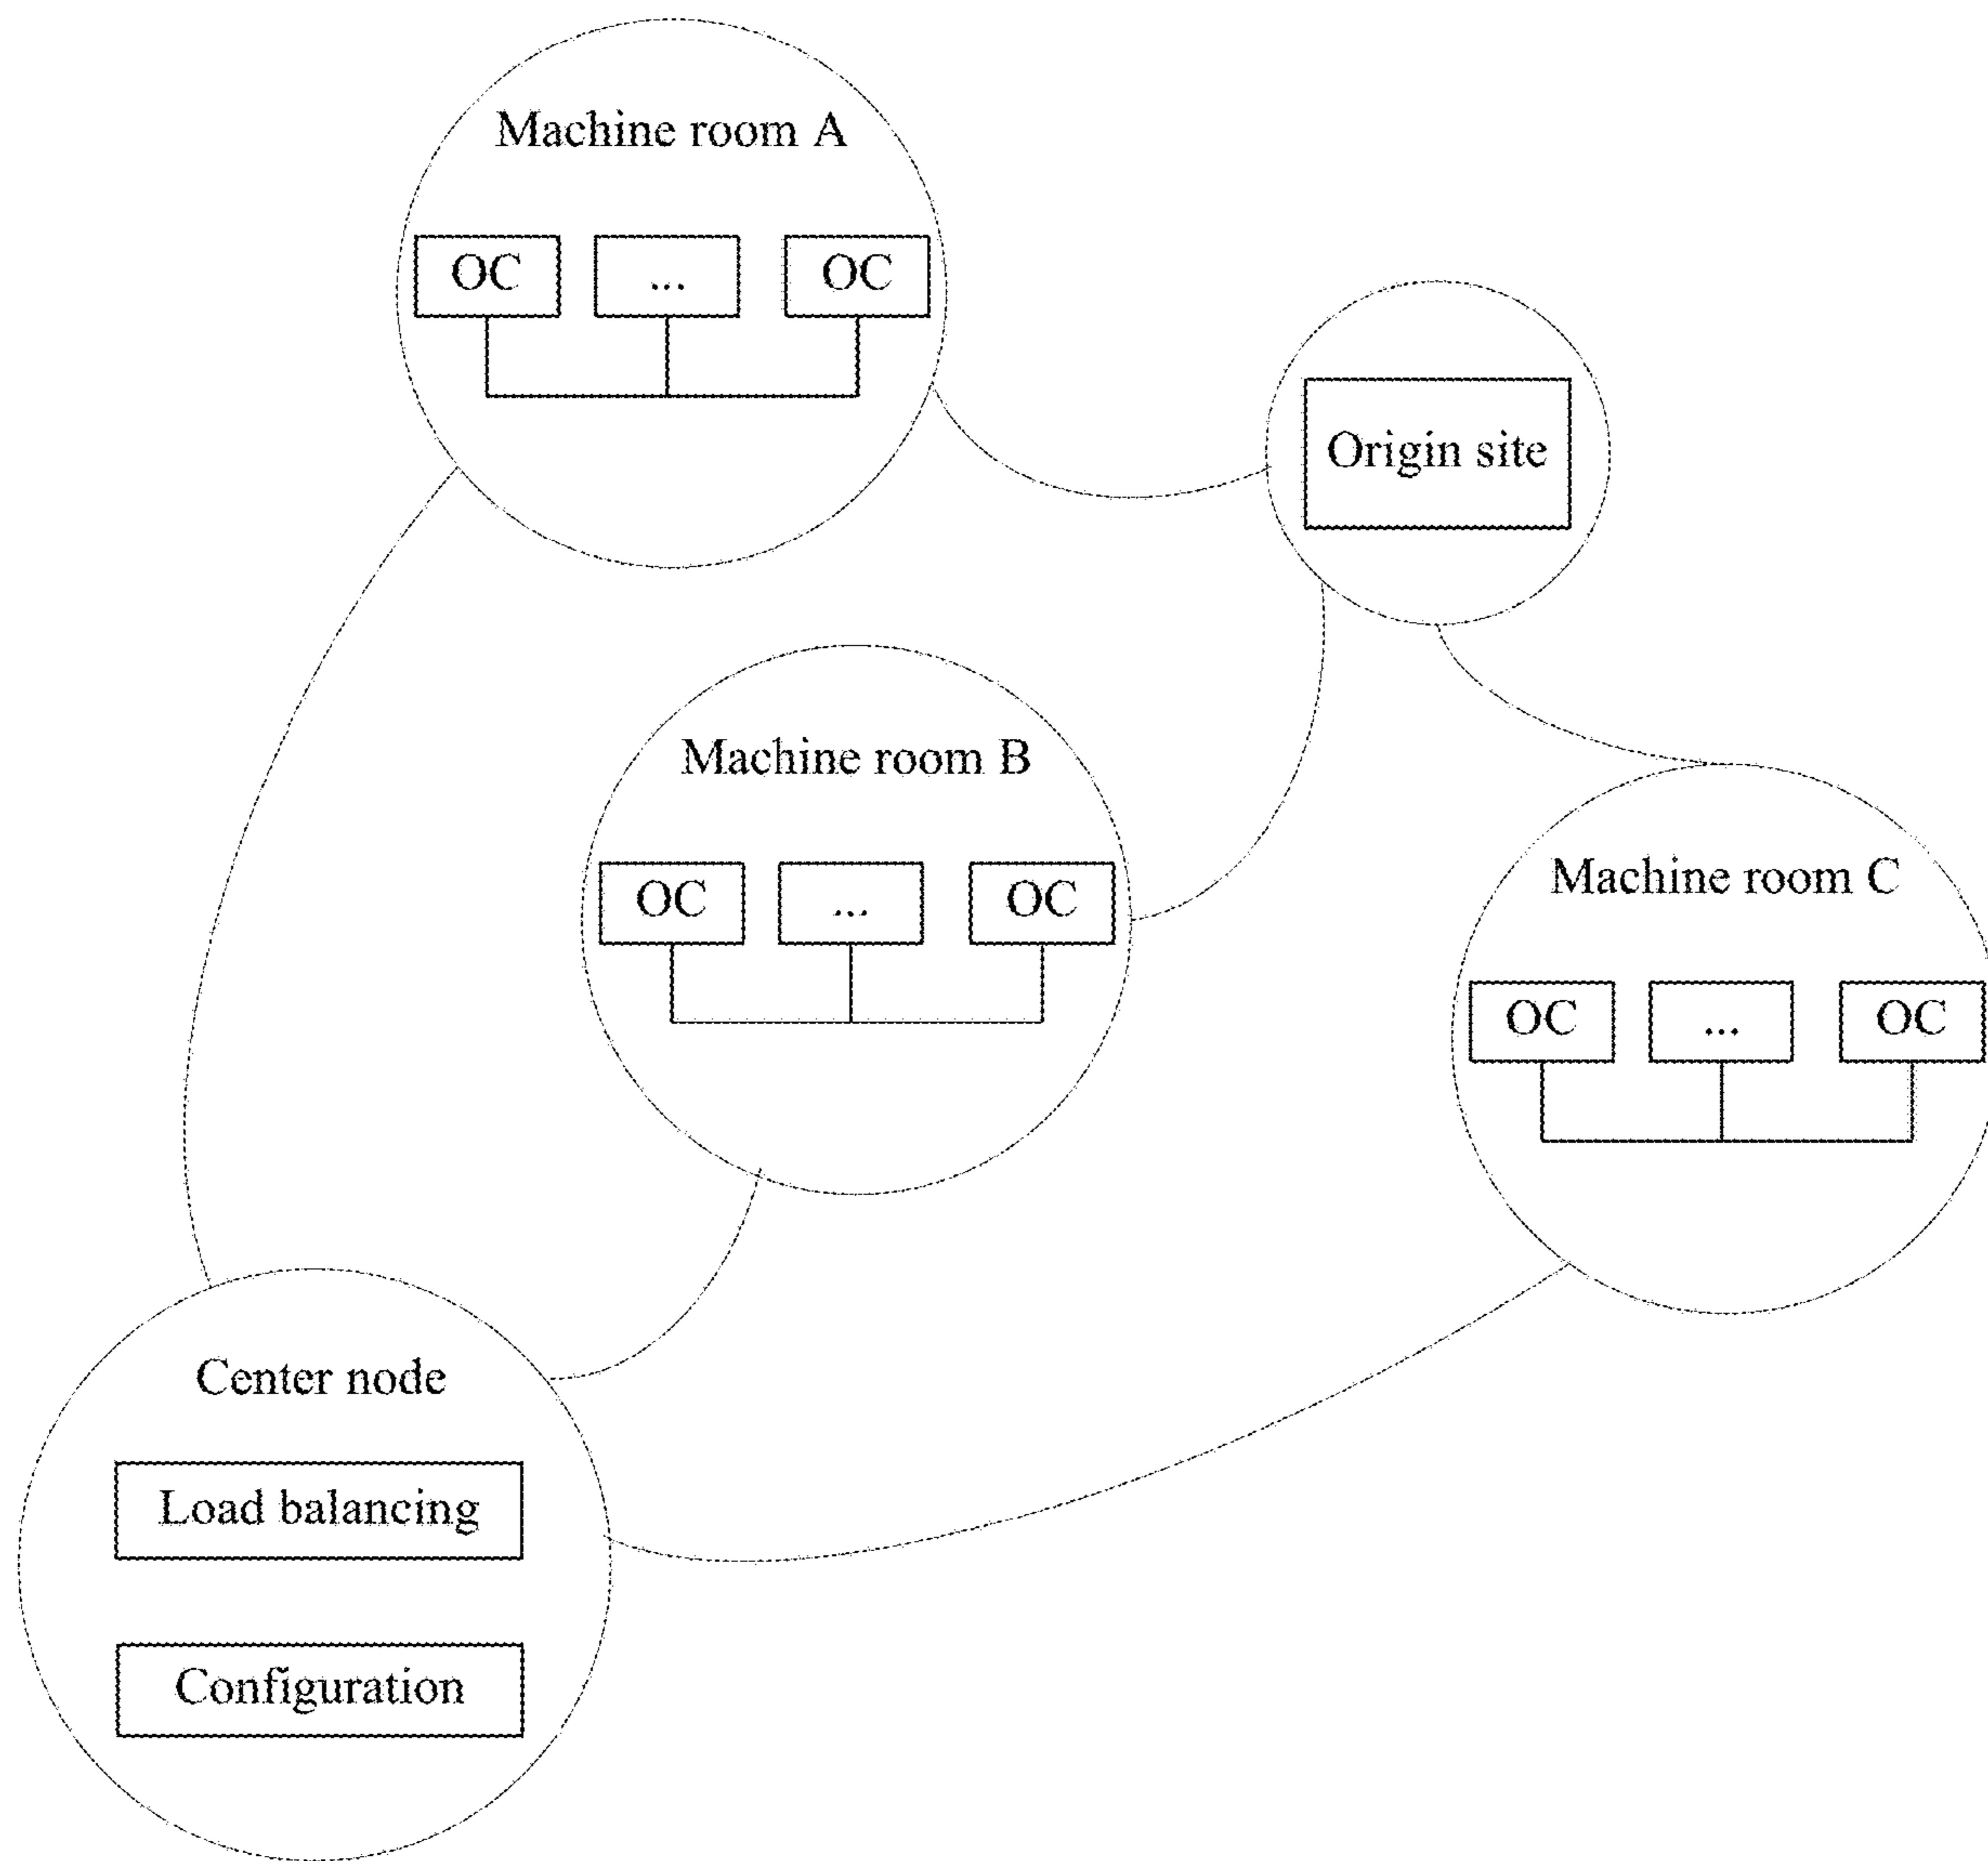 Machine room A
OC ... OC
Origin site
Machine room B
OC ... OC
Machine room C
OC ... OC
Center node
Load balancing
Configuration